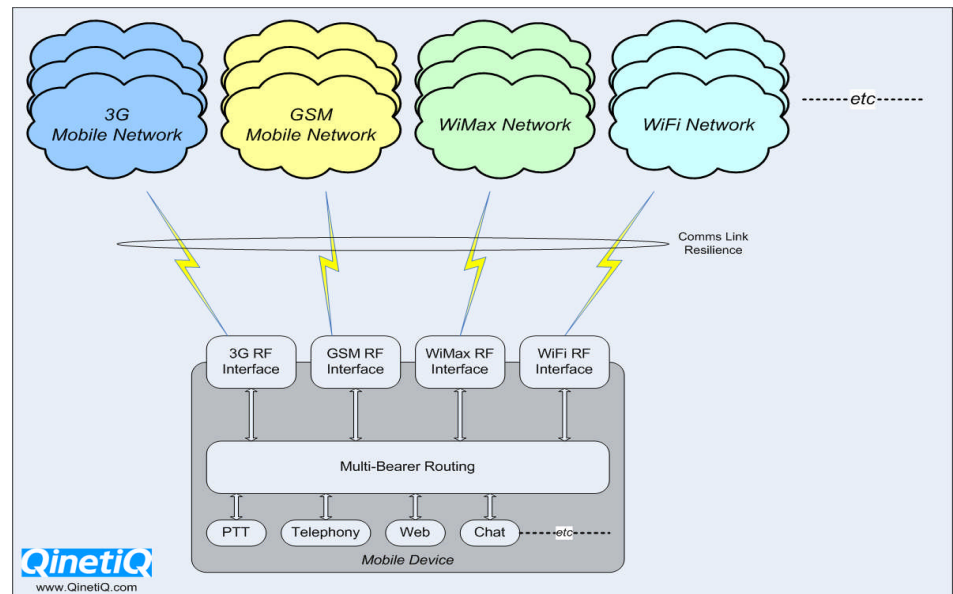 3G
Mobile Network
GSM
Mobile Network
WiMax Network
WiFi Network
etc
Comms Link
Resilience
3G RF
Interface
GSM RF
Interface
WiMax RF
Interface
WiFi RF
Interface
Multi-Bearer Routing
PTT
Telephony
Web
Chat
etc
Mobile Device
QinetiQ
www.QinetiQ.com